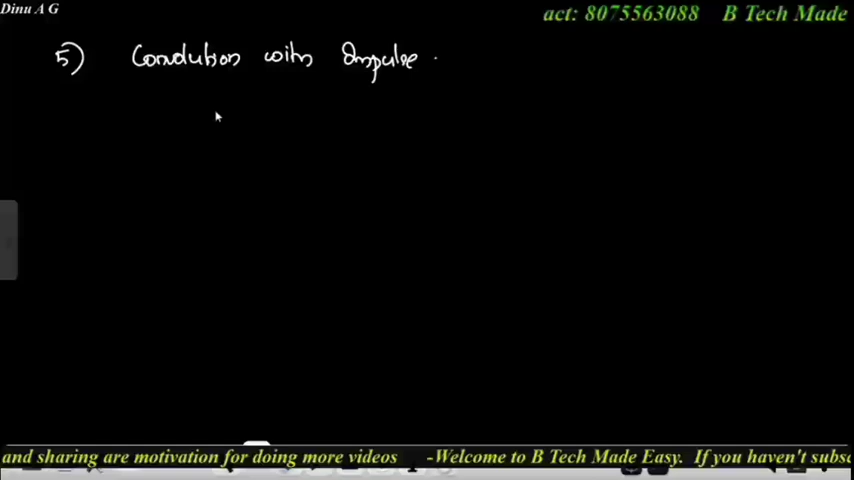 Dinu A G
act: 8075563088 B Tech Made
5) Convolution with Impulse .
and sharing are motivation for doing more videos -Welcome to B Tech Made Easy. If you haven't subs